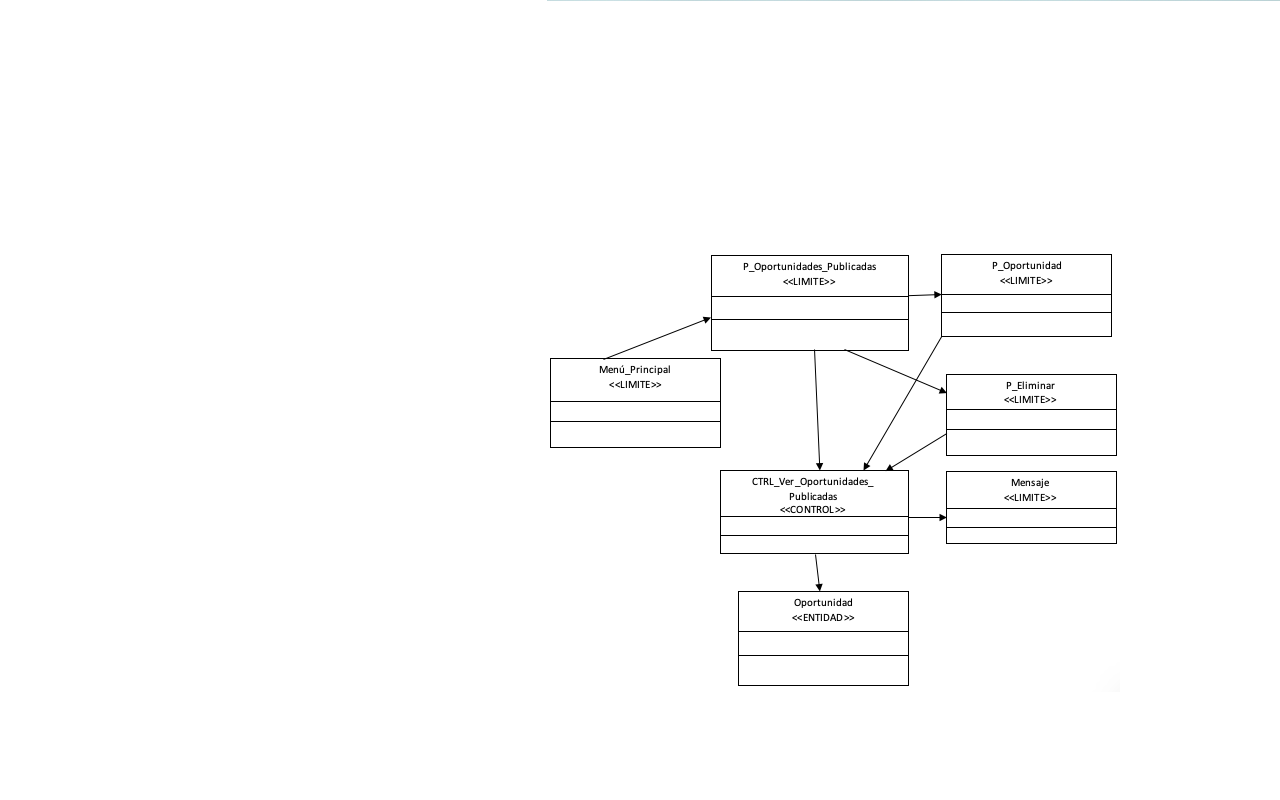 P_Oportunidades_Publicadas
<<LIMITE>>
P_Oportunidad
<<LIMITE>>
Menú_Principal
<<LIMITE>>
P_Eliminar
<<LIMITE>>
CTRL_Ver_Oportunidades_
Publicadas
<<CONTROL>>
Mensaje
<<LIMITE>>
Oportunidad
<<ENTIDAD>>